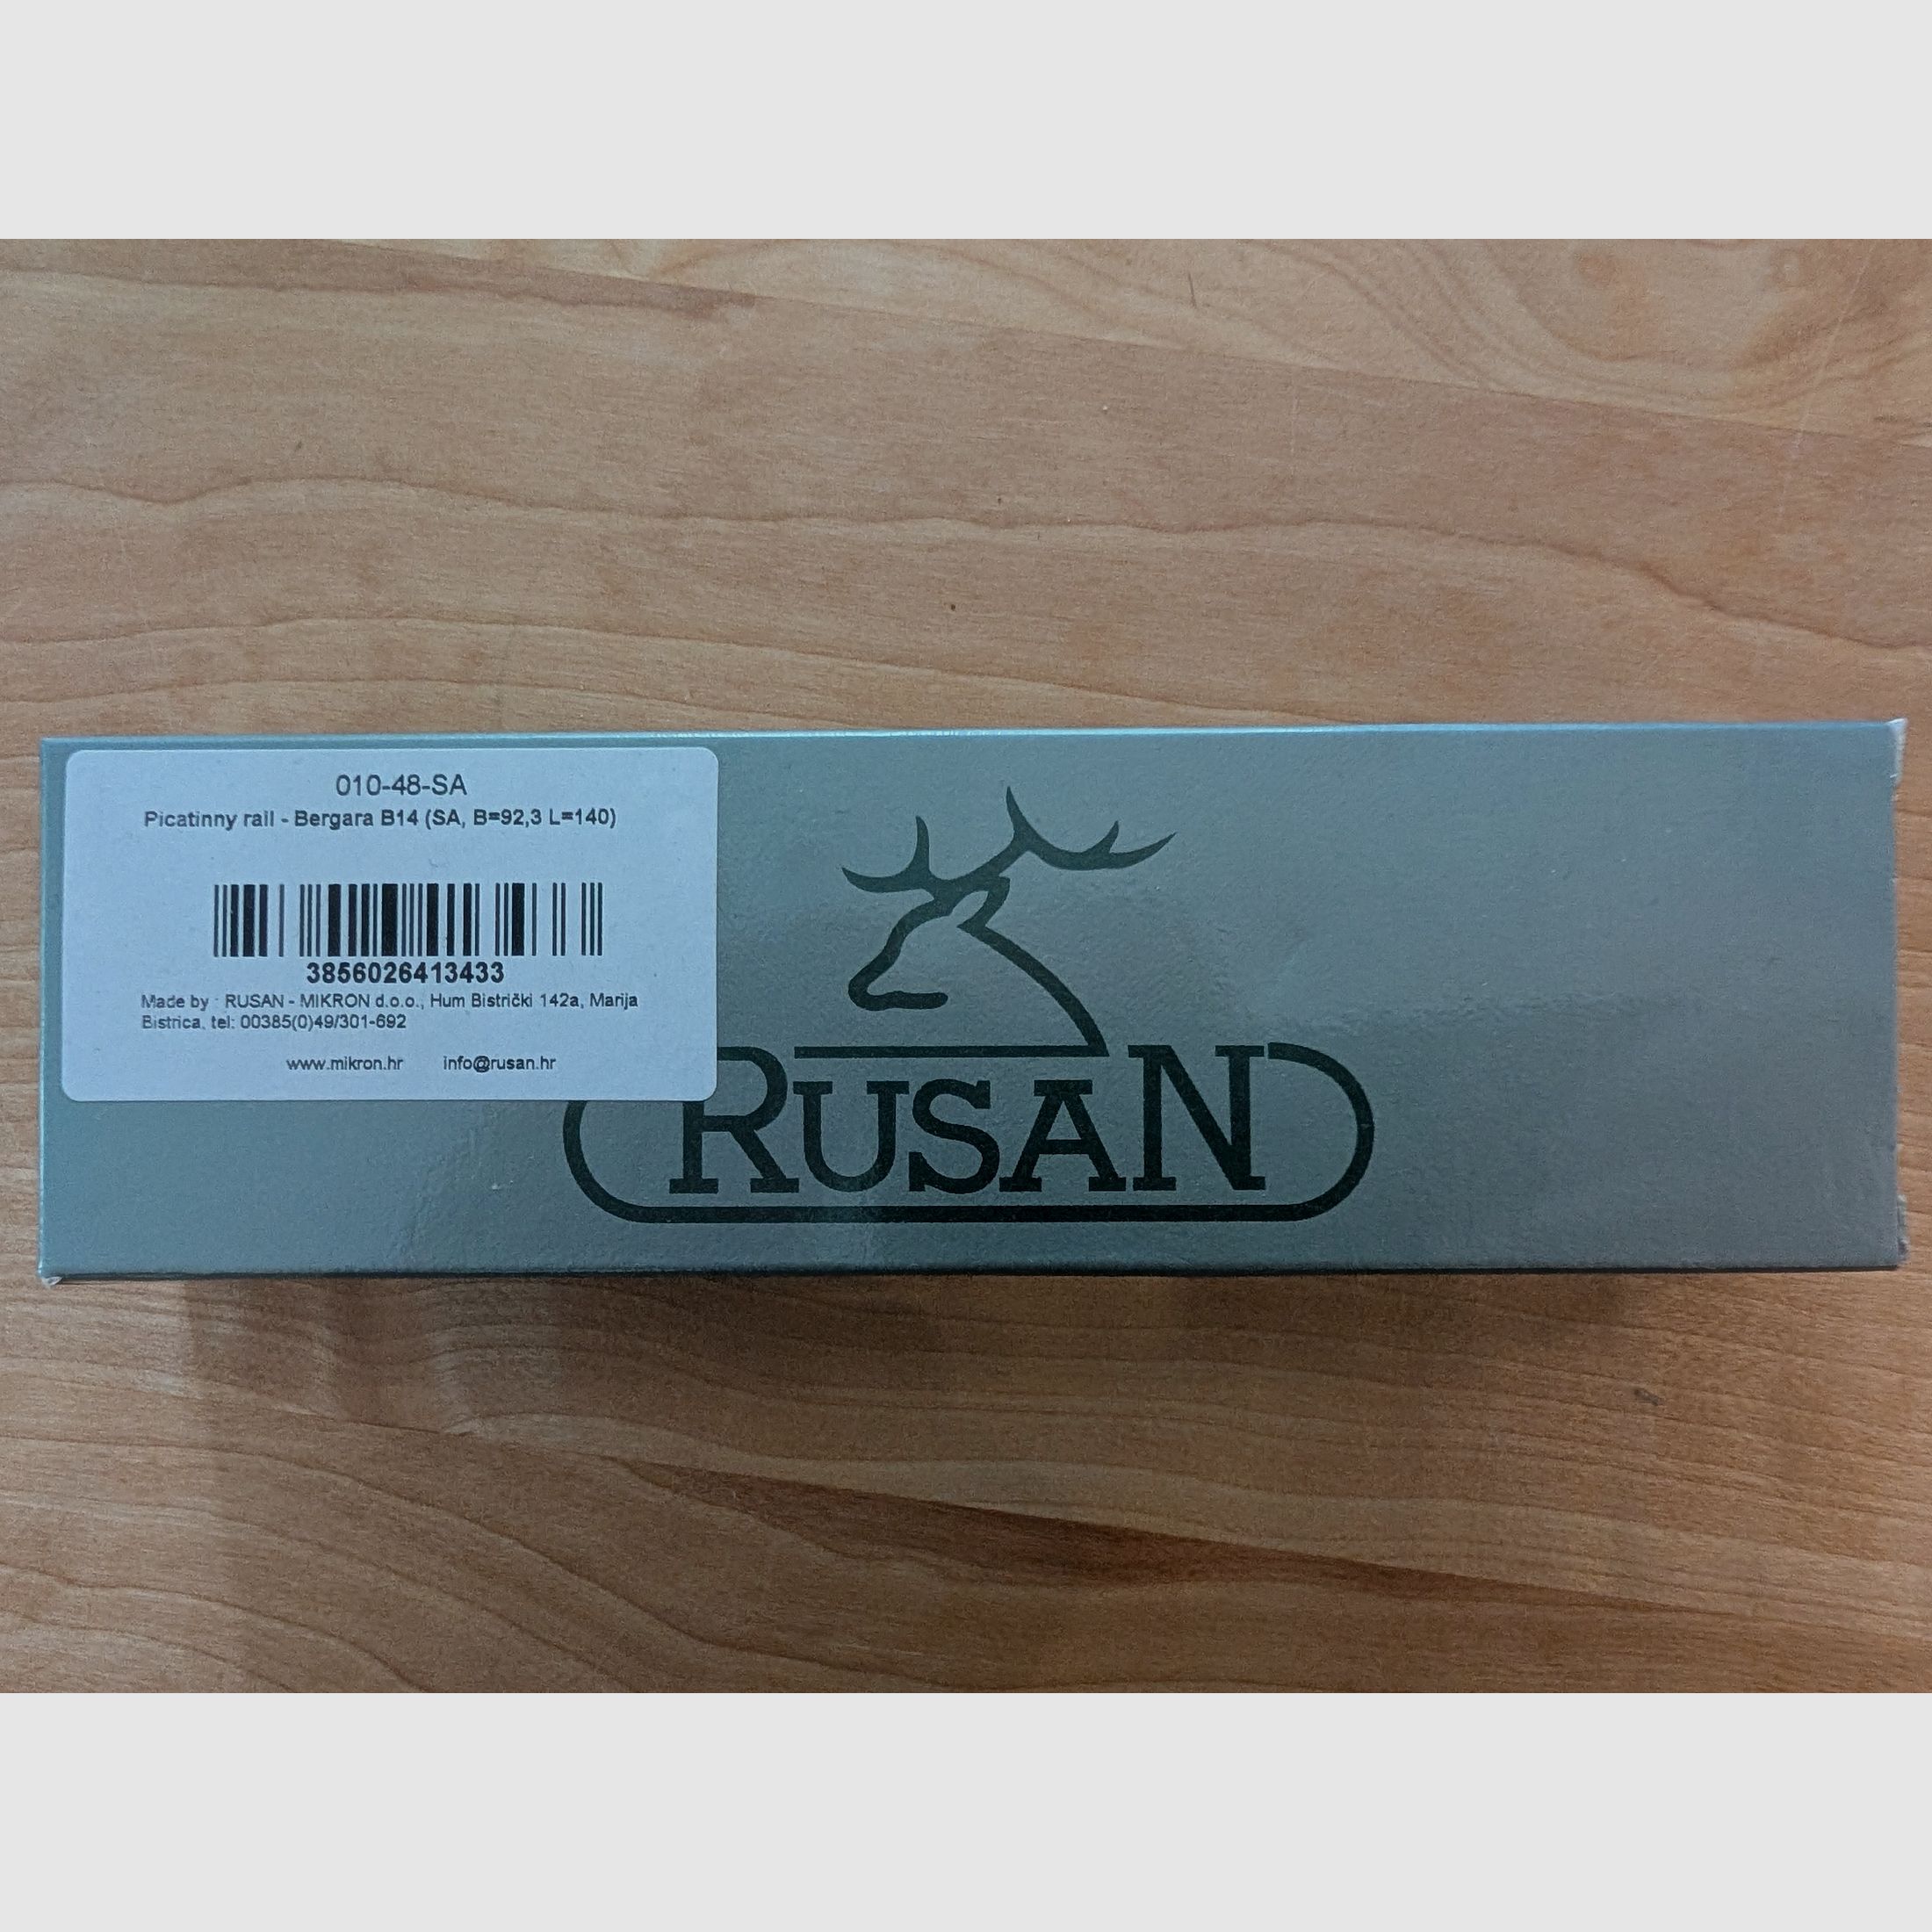 010-48-SA
Picatinny rail - Bergara B14 (SA, B=92,3 L=140)
3856026413433
Made by : RUSAN - MIKRON d.o.o., Hum Bistrički 142a, Marija
Bistrica, tel: 00385(0)49/301-692
www.mikron.hr info@rusan.hr
RUSAN